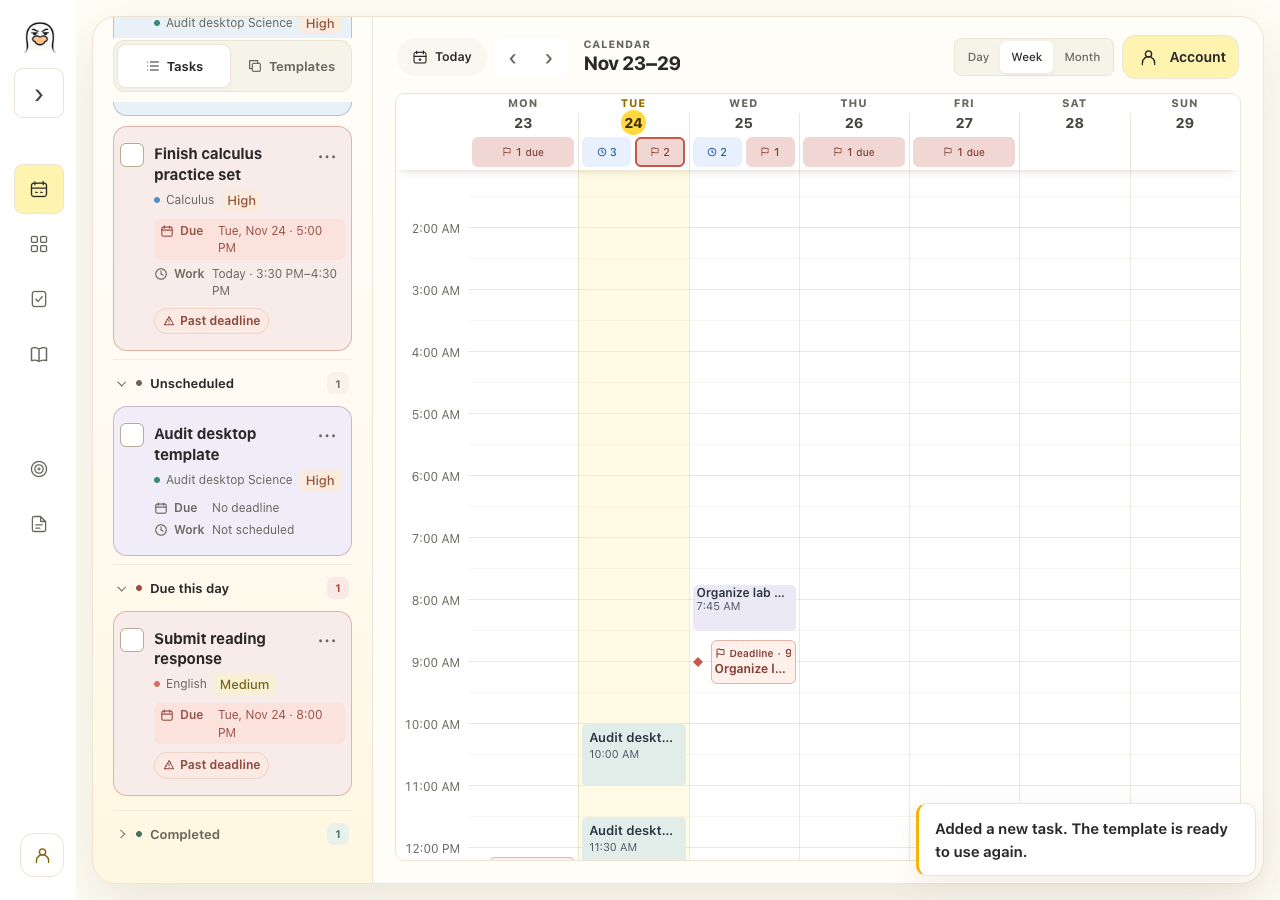 Audit desktop Science High
Tasks
Templates
Finish calculus
practice set
Calculus High
Due Tue, Nov 24 · 5:00
PM
Work Today · 3:30 PM–4:30
PM
Past deadline
Unscheduled 1
Audit desktop
template
Audit desktop Science High
Due No deadline
Work Not scheduled
Due this day 1
Submit reading
response
English Medium
Due Tue, Nov 24 · 8:00
PM
Past deadline
Completed 1
Today
CALENDAR
Nov 23–29
Day Week Month
Account
MON TUE WED THU FRI SAT SUN
23 24 25 26 27 28 29
1 due 3 2 2 1 1 due 1 due
2:00 AM
3:00 AM
4:00 AM
5:00 AM
6:00 AM
7:00 AM
8:00 AM
9:00 AM
10:00 AM
11:00 AM
12:00 PM
Organize lab ...
7:45 AM
Deadline · 9
Organize l...
Audit deskt...
10:00 AM
Audit deskt...
11:30 AM
Added a new task. The template is ready
to use again.